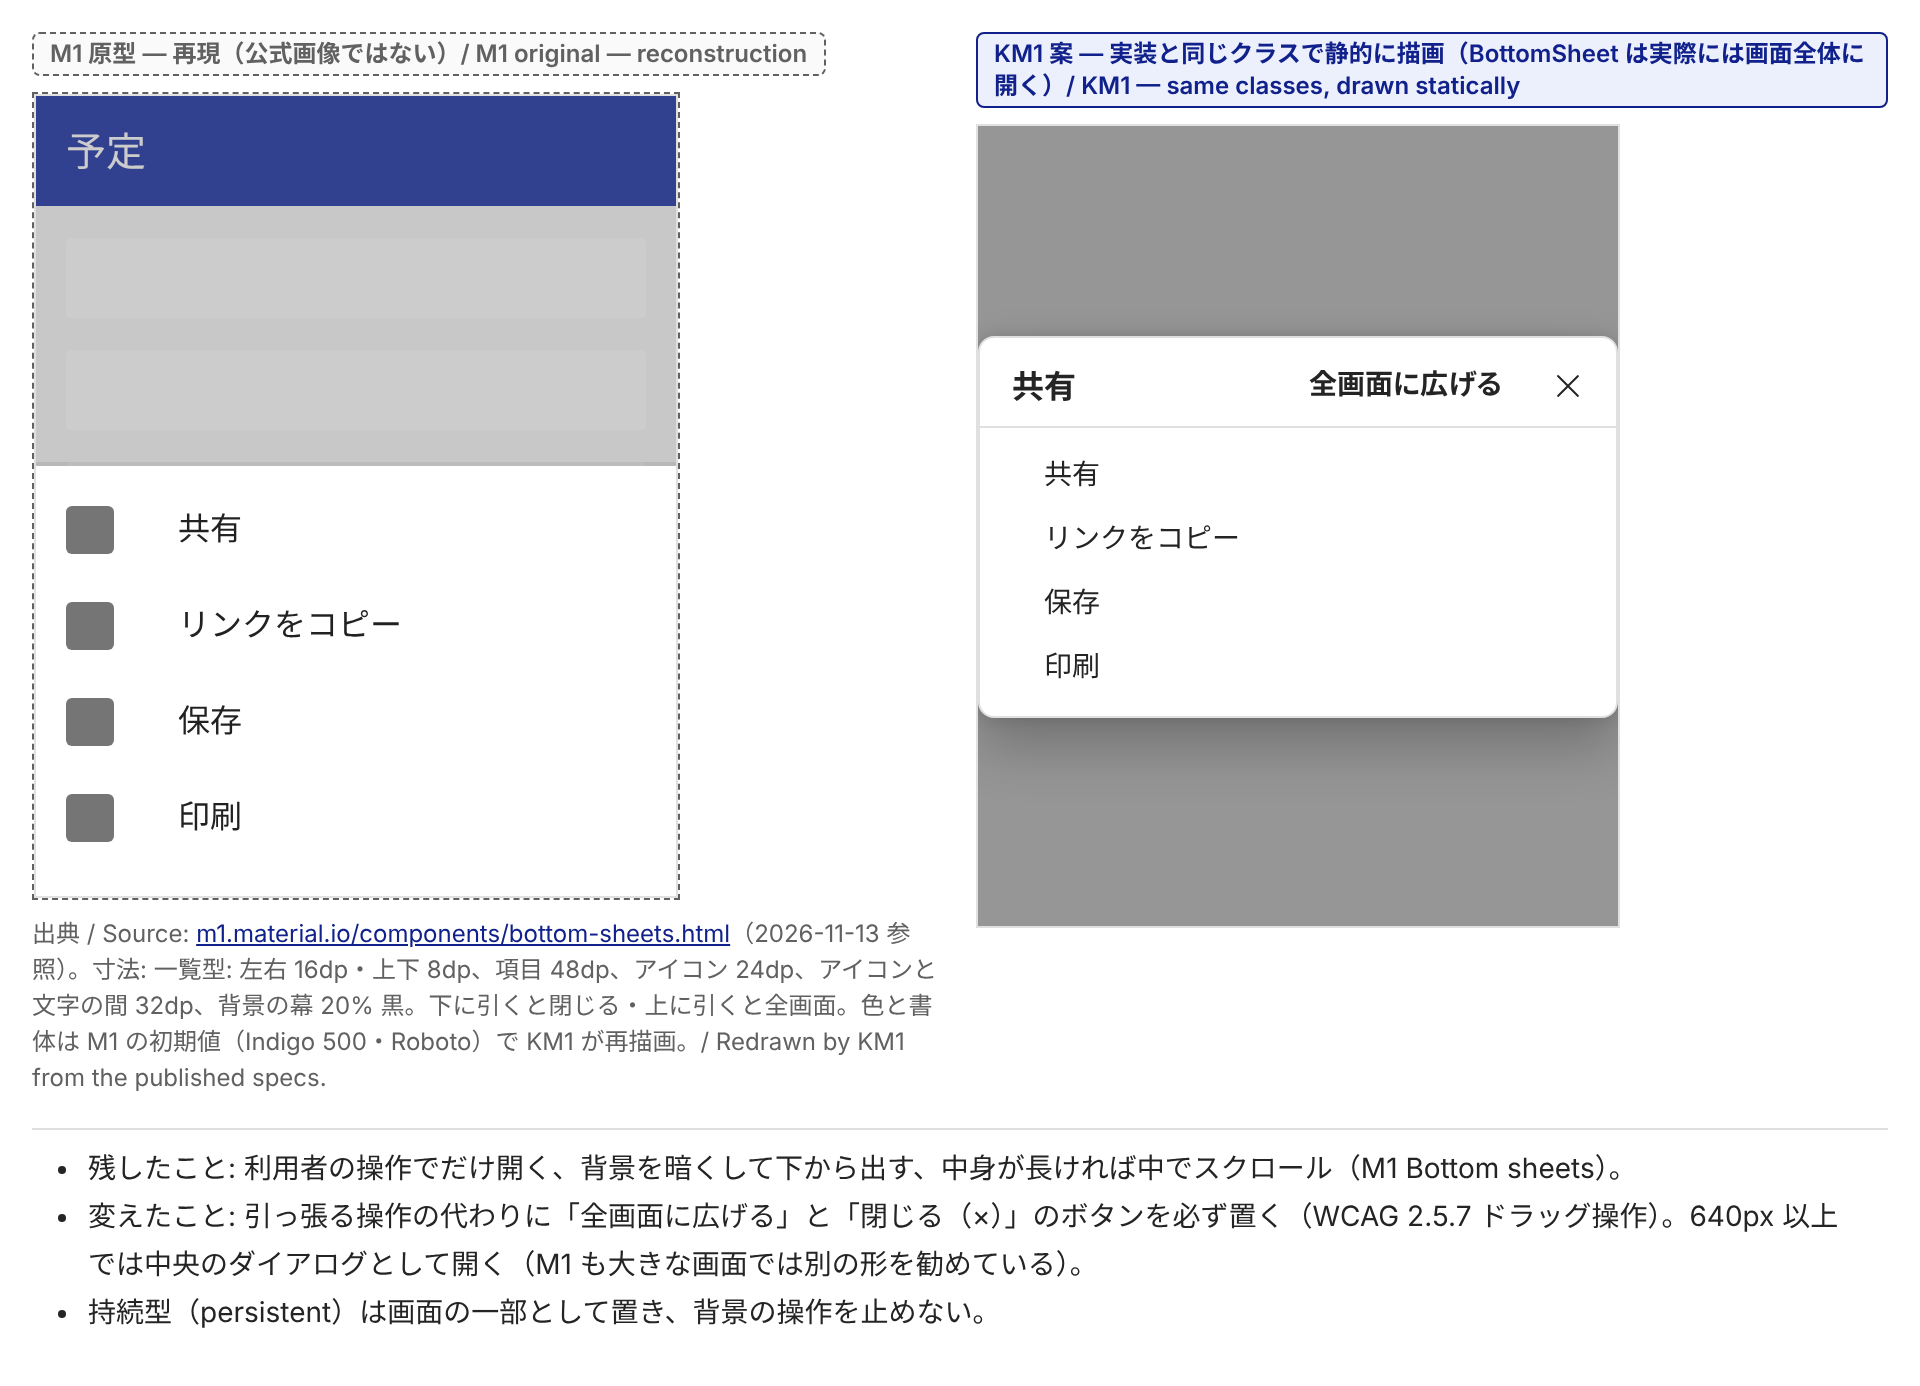 M1 原型 — 再現（公式画像ではない）/ M1 original — reconstruction
予定
共有
リンクをコピー
保存
印刷
出典 / Source: m1.material.io/components/bottom-sheets.html（2026-11-13 参
照）。寸法: 一覧型: 左右 16dp・上下 8dp、項目 48dp、アイコン 24dp、アイコンと
文字の間 32dp、背景の幕 20% 黒。下に引くと閉じる・上に引くと全画面。色と書
体は M1 の初期値（Indigo 500・Roboto）で KM1 が再描画。/ Redrawn by KM1
from the published specs.
KM1 案 — 実装と同じクラスで静的に描画（BottomSheet は実際には画面全体に
開く）/ KM1 — same classes, drawn statically
共有 全画面に広げる ×
共有
リンクをコピー
保存
印刷
• 残したこと: 利用者の操作でだけ開く、背景を暗くして下から出す、中身が長ければ中でスクロール（M1 Bottom sheets）。
• 変えたこと: 引っ張る操作の代わりに「全画面に広げる」と「閉じる（×）」のボタンを必ず置く（WCAG 2.5.7 ドラッグ操作）。640px 以上
では中央のダイアログとして開く（M1 も大きな画面では別の形を勧めている）。
• 持続型（persistent）は画面の一部として置き、背景の操作を止めない。